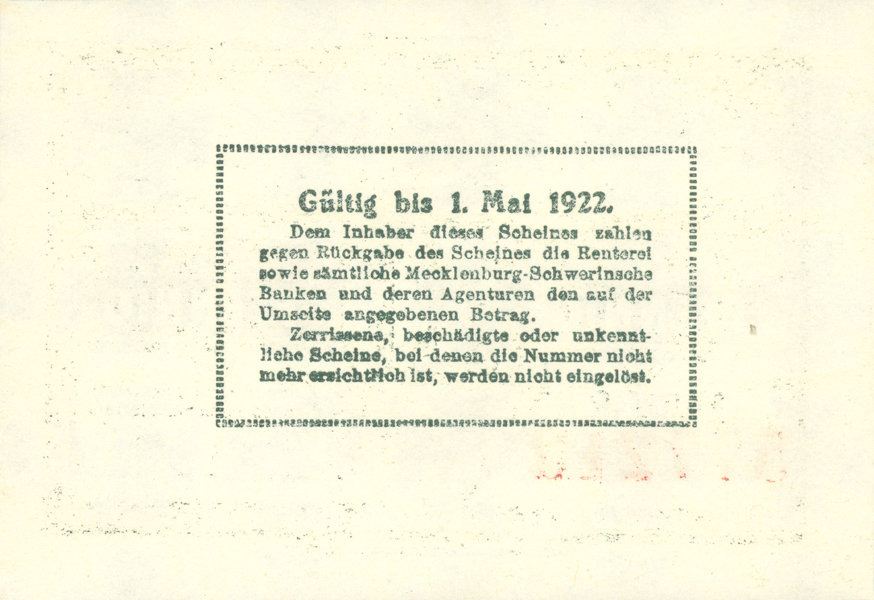 Gültig bis 1. Mai 1922.
Dem Inhaber dieses Scheines zahlen
gegen Rückgabe des Scheines die Renterei
sowie sämtliche Mecklenburg-Schwerinsche
Banken und deren Agenturen den auf der
Umseite angegebenen Betrag.
Zerrissene, beschädigte oder unkennt-
liche Scheine, bei denen die Nummer nicht
mehr ersichtlich ist, werden nicht eingelöst.